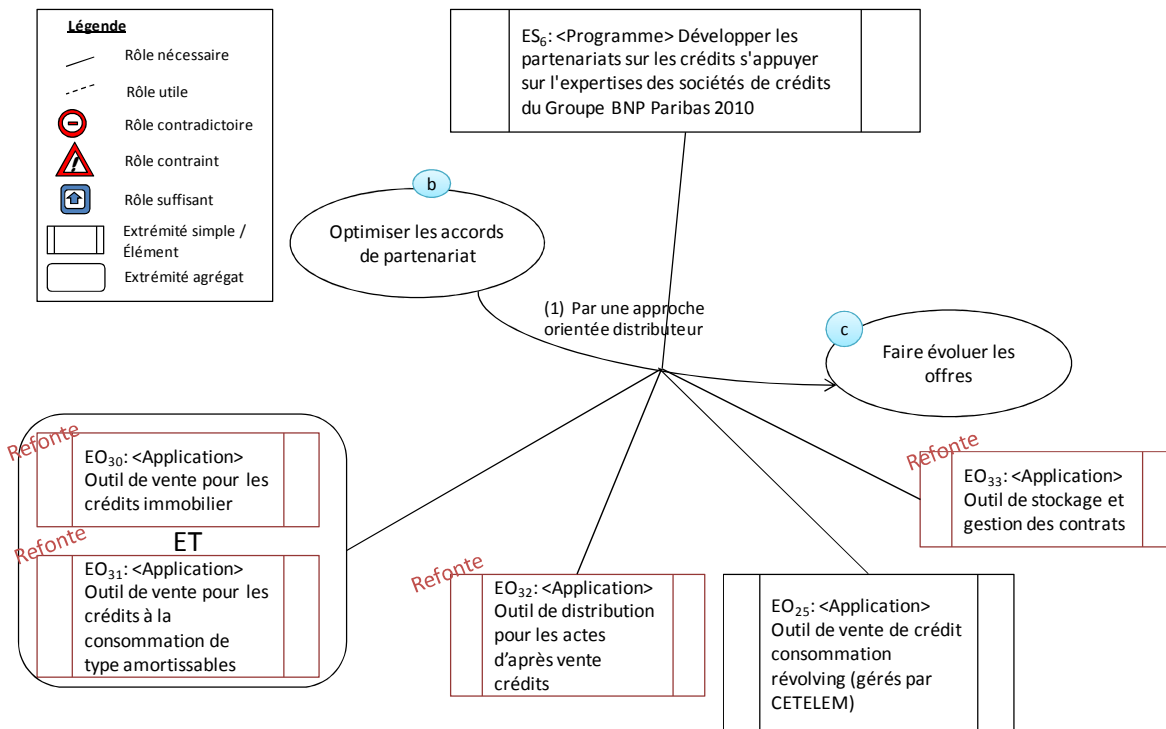 Légende
Rôle nécessaire
Rôle utile
Rôle contradictoire
Rôle contraint
Rôle suffisant
Extrémité simple /
Élément
Extrémité agrégat
ES6: <Programme> Développer les
partenariats sur les crédits s'appuyer
sur l'expertises des sociétés de crédits
du Groupe BNP Paribas 2010
b
Optimiser les accords
de partenariat
(1) Par une approche
orientée distributeur
c
Faire évoluer les
offres
Refonte
EO30: <Application>
Outil de vente pour les
crédits immobilier
ET
Refonte
EO31: <Application>
Outil de vente pour les
crédits à la
consommation de
type amortissables
Refonte
EO32: <Application>
Outil de distribution
pour les actes
d’après vente
crédits
EO25: <Application>
Outil de vente de crédit
consommation
révolving (gérés par
CETELEM)
Refonte
EO33: <Application>
Outil de stockage et
gestion des contrats